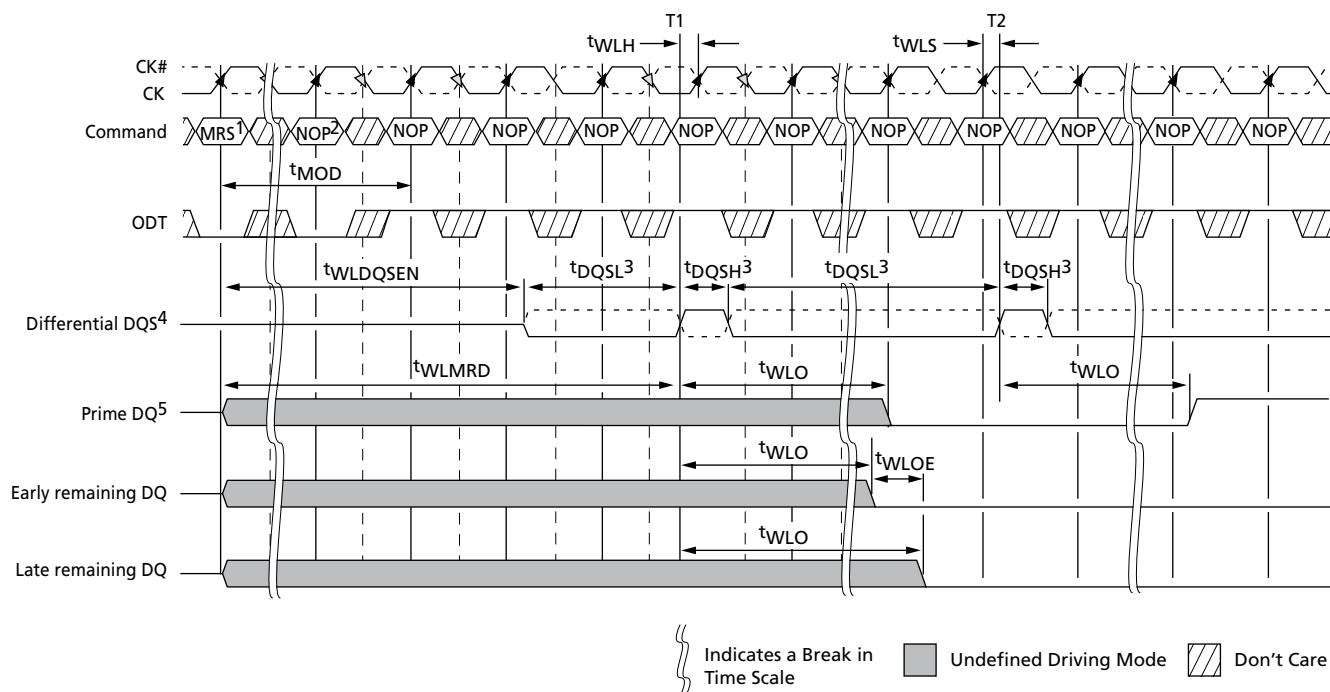 T1 T2
tWLH tWLS
CK#
CK
Command MRS1 NOP2 NOP NOP NOP NOP NOP NOP NOP NOP NOP NOP
tMOD
ODT
tWLDQSEN tDQSL3 tDQSH3 tDQSL3 tDQSH3
Differential DQS4
tWLMRD tWLO tWLO
Prime DQ5
tWLO tWLOE
Early remaining DQ
tWLO
Late remaining DQ
Indicates a Break in
Time Scale
Undefined Driving Mode
Don't Care